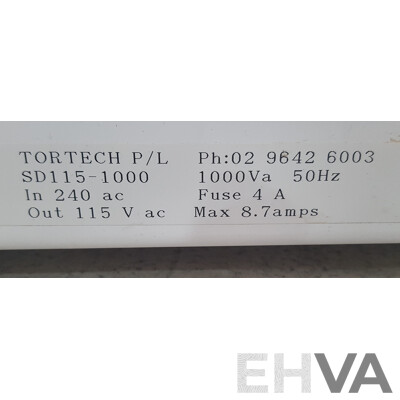 TORTECH P/L Ph:02 9642 6003
SD115-1000 1000Va 50Hz
In 240 ac Fuse 4 A
Out 115 V ac Max 8.7amps
EHVA